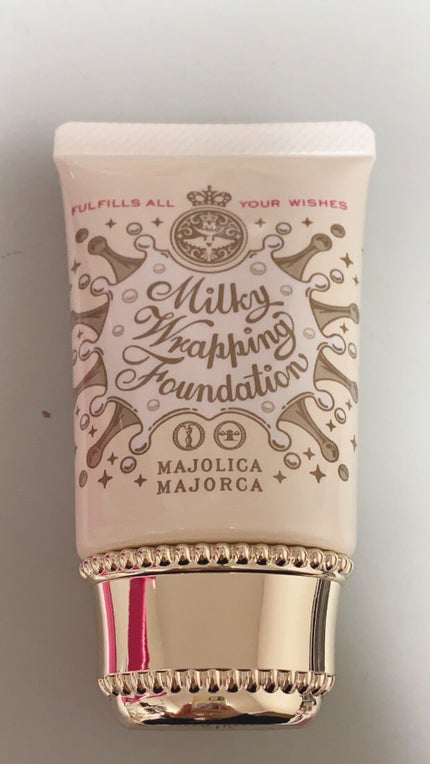 FULFILLS ALL YOUR WISHES
M
Milky
Wrapping
Foundation
MAJOLICA
MAJORCA